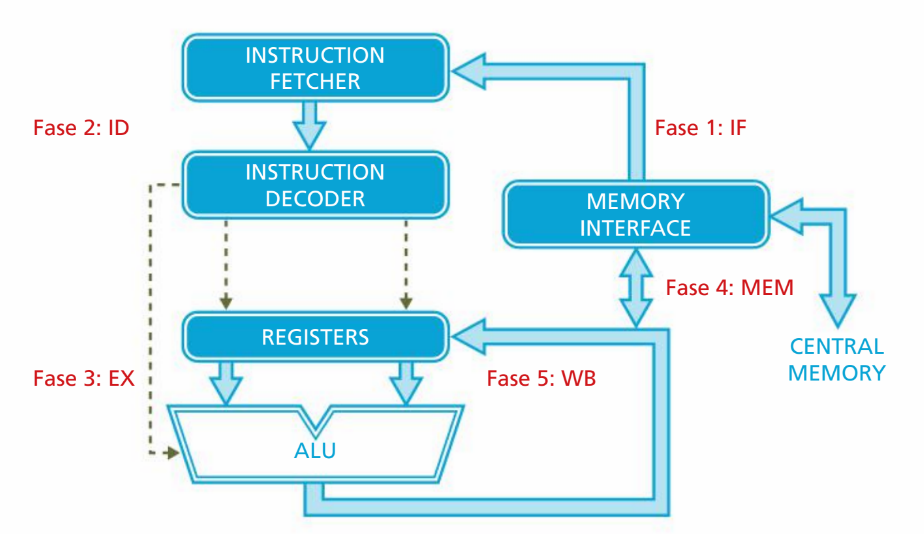 INSTRUCTION
FETCHER
Fase 2: ID
Fase 1: IF
INSTRUCTION
DECODER
MEMORY
INTERFACE
Fase 4: MEM
REGISTERS
CENTRAL
MEMORY
Fase 3: EX
Fase 5: WB
ALU